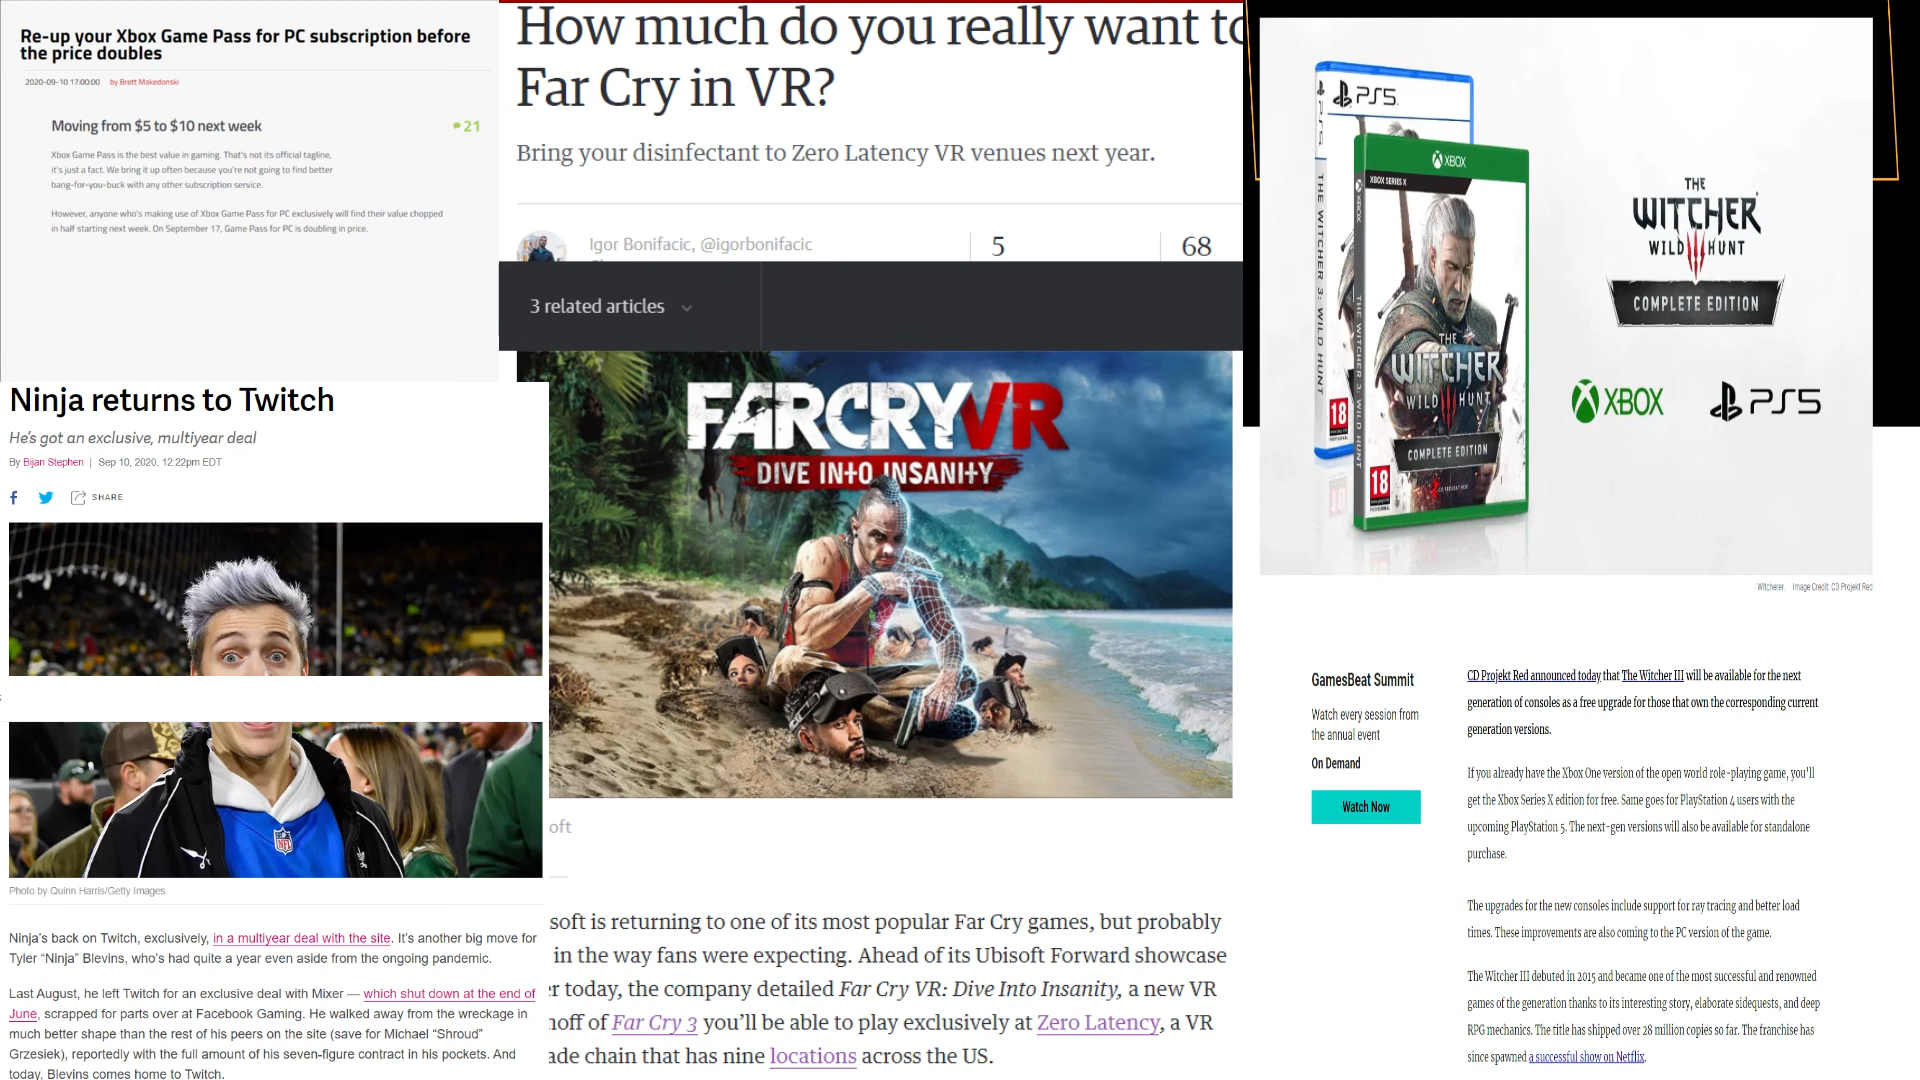 Re-up your Xbox Game Pass for PC subscription before
the price doubles
2020-09-10 17:00:00 by Brett Makedonski
Moving from $5 to $10 next week
21
Xbox Game Pass is the best value in gaming. That's not its official tagline,
it's just a fact. We bring it up often because you're not going to find better
bang-for-you-buck with any other subscription service.
However, anyone who's making use of Xbox Game Pass for PC exclusively will find their value chopped
in half starting next week. On September 17, Game Pass for PC is doubling in price.
Ninja returns to Twitch
He's got an exclusive, multiyear deal
By Bijan Stephen | Sep 10, 2020, 12:22pm EDT
SHARE
NFL
Photo by Quinn Harris/Getty Images
Ninja's back on Twitch, exclusively, in a multiyear deal with the site. It's another big move for
Tyler “Ninja” Blevins, who's had quite a year even aside from the ongoing pandemic.
Last August, he left Twitch for an exclusive deal with Mixer — which shut down at the end of
June, scrapped for parts over at Facebook Gaming. He walked away from the wreckage in
much better shape than the rest of his peers on the site (save for Michael “Shroud”
Grzesiek), reportedly with the full amount of his seven-figure contract in his pockets. And
today, Blevins comes home to Twitch.
How much do you really want to
Far Cry in VR?
Bring your disinfectant to Zero Latency VR venues next year.
Igor Bonifacic, @igorbonifacic
5
68
3 related articles
FARCRY VR
DIVE INTO INSANITY
oft
soft is returning to one of its most popular Far Cry games, but probably
in the way fans were expecting. Ahead of its Ubisoft Forward showcase
r today, the company detailed Far Cry VR: Dive Into Insanity, a new VR
noff of Far Cry 3 you'll be able to play exclusively at Zero Latency, a VR
ade chain that has nine locations across the US.
PS5
PS5
THE WITCHER 3: WILD HUNT
18
XBOX
XBOX SERIES X
XBOX
THE WITCHER 3 WILD HUNT
THE
WITCHER
WILD HUNT
COMPLETE EDITION
CD PROJEKT RED
18
THE
WITCHER
WILD HUNT
COMPLETE EDITION
XBOX
PS5
Witcherer. Image Credit: CD Projekt Red
GamesBeat Summit
Watch every session from
the annual event
On Demand
Watch Now
CD Projekt Red announced today that The Witcher III will be available for the next
generation of consoles as a free upgrade for those that own the corresponding current
generation versions.
If you already have the Xbox One version of the open world role-playing game, you'll
get the Xbox Series X edition for free. Same goes for PlayStation 4 users with the
upcoming PlayStation 5. The next-gen versions will also be available for standalone
purchase.
The upgrades for the new consoles include support for ray tracing and better load
times. These improvements are also coming to the PC version of the game.
The Witcher III debuted in 2015 and became one of the most successful and renowned
games of the generation thanks to its interesting story, elaborate sidequests, and deep
RPG mechanics. The title has shipped over 28 million copies so far. The franchise has
since spawned a successful show on Netflix.